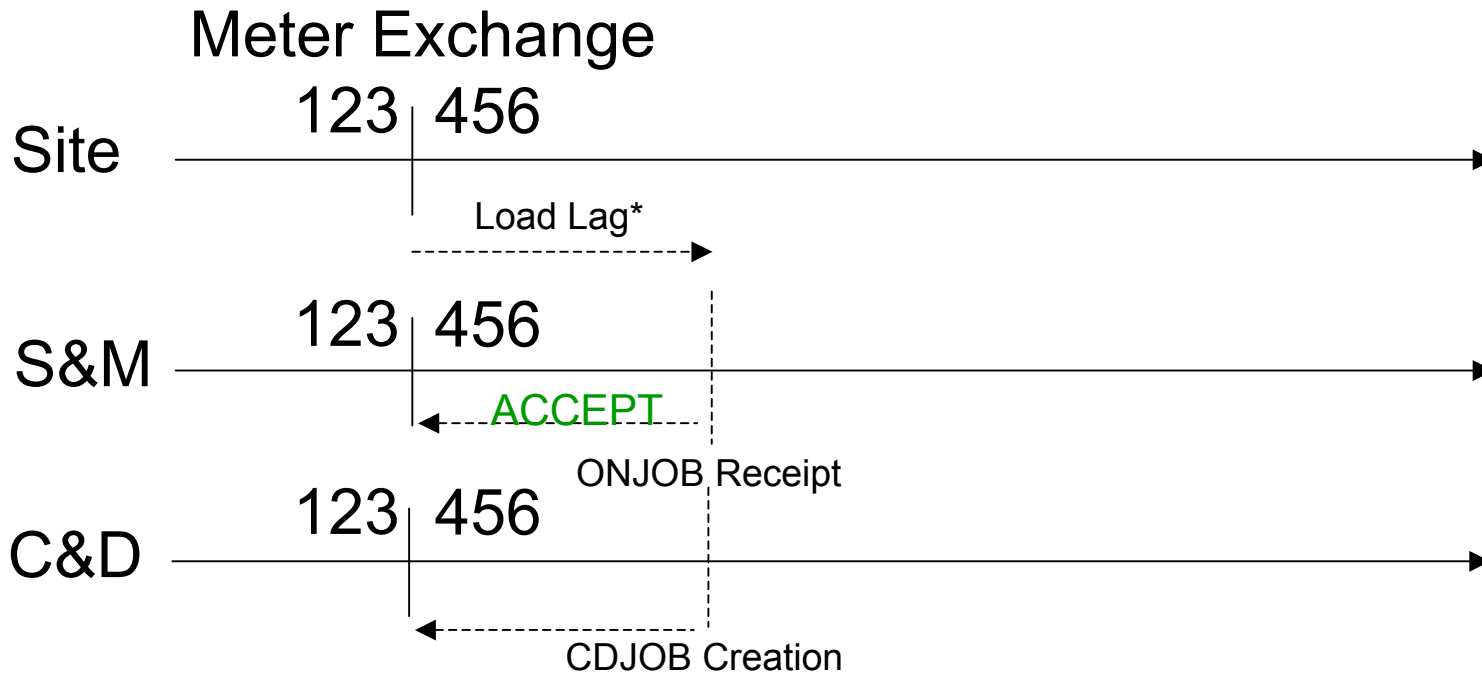 Meter Exchange
123 456
Site
Load Lag*
123 456
S&M
ACCEPT
ONJOB Receipt
123 456
C&D
CDJOB Creation